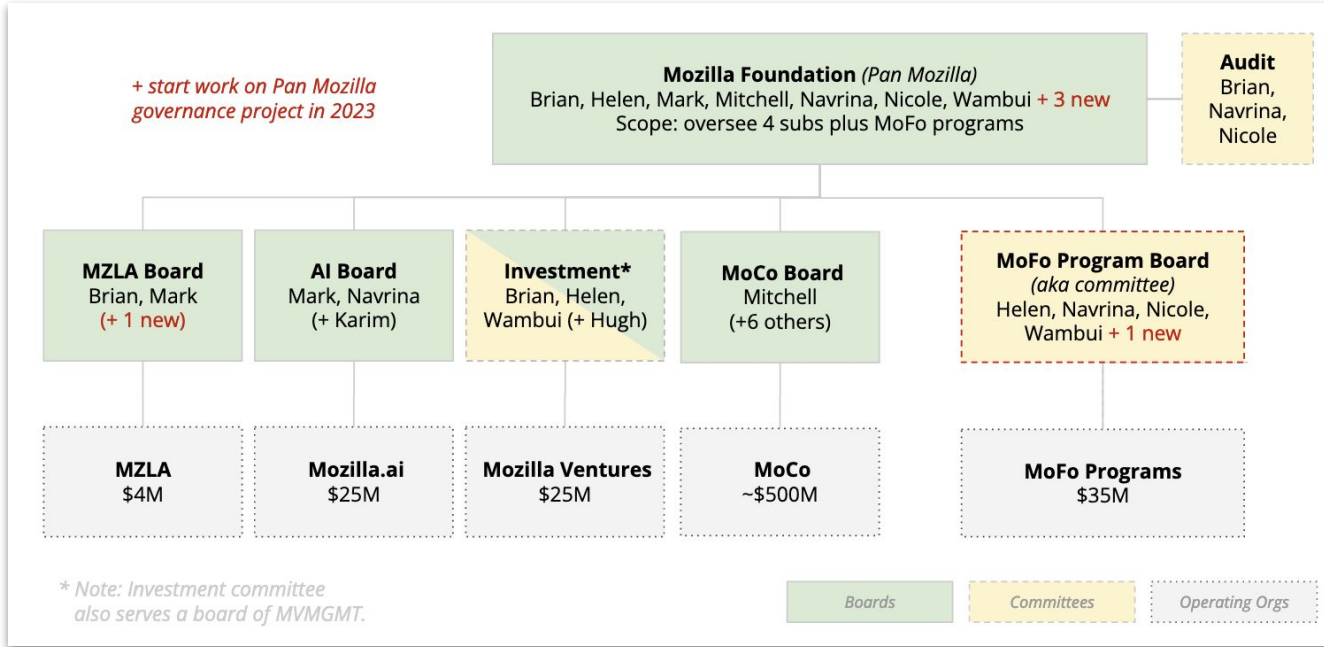 + start work on Pan Mozilla
governance project in 2023
Mozilla Foundation (Pan Mozilla)
Brian, Helen, Mark, Mitchell, Navrina, Nicole, Wambui + 3 new
Scope: oversee 4 subs plus MoFo programs
Audit
Brian,
Navrina,
Nicole
MZLA Board
Brian, Mark
(+ 1 new)
AI Board
Mark, Navrina
(+ Karim)
Investment*
Brian, Helen,
Wambui (+ Hugh)
MoCo Board
Mitchell
(+6 others)
MoFo Program Board
(aka committee)
Helen, Navrina, Nicole,
Wambui + 1 new
MZLA
$4M
Mozilla.ai
$25M
Mozilla Ventures
$25M
MoCo
~$500M
MoFo Programs
$35M
* Note: Investment committee
also serves a board of MVMGMT.
Boards
Committees
Operating Orgs